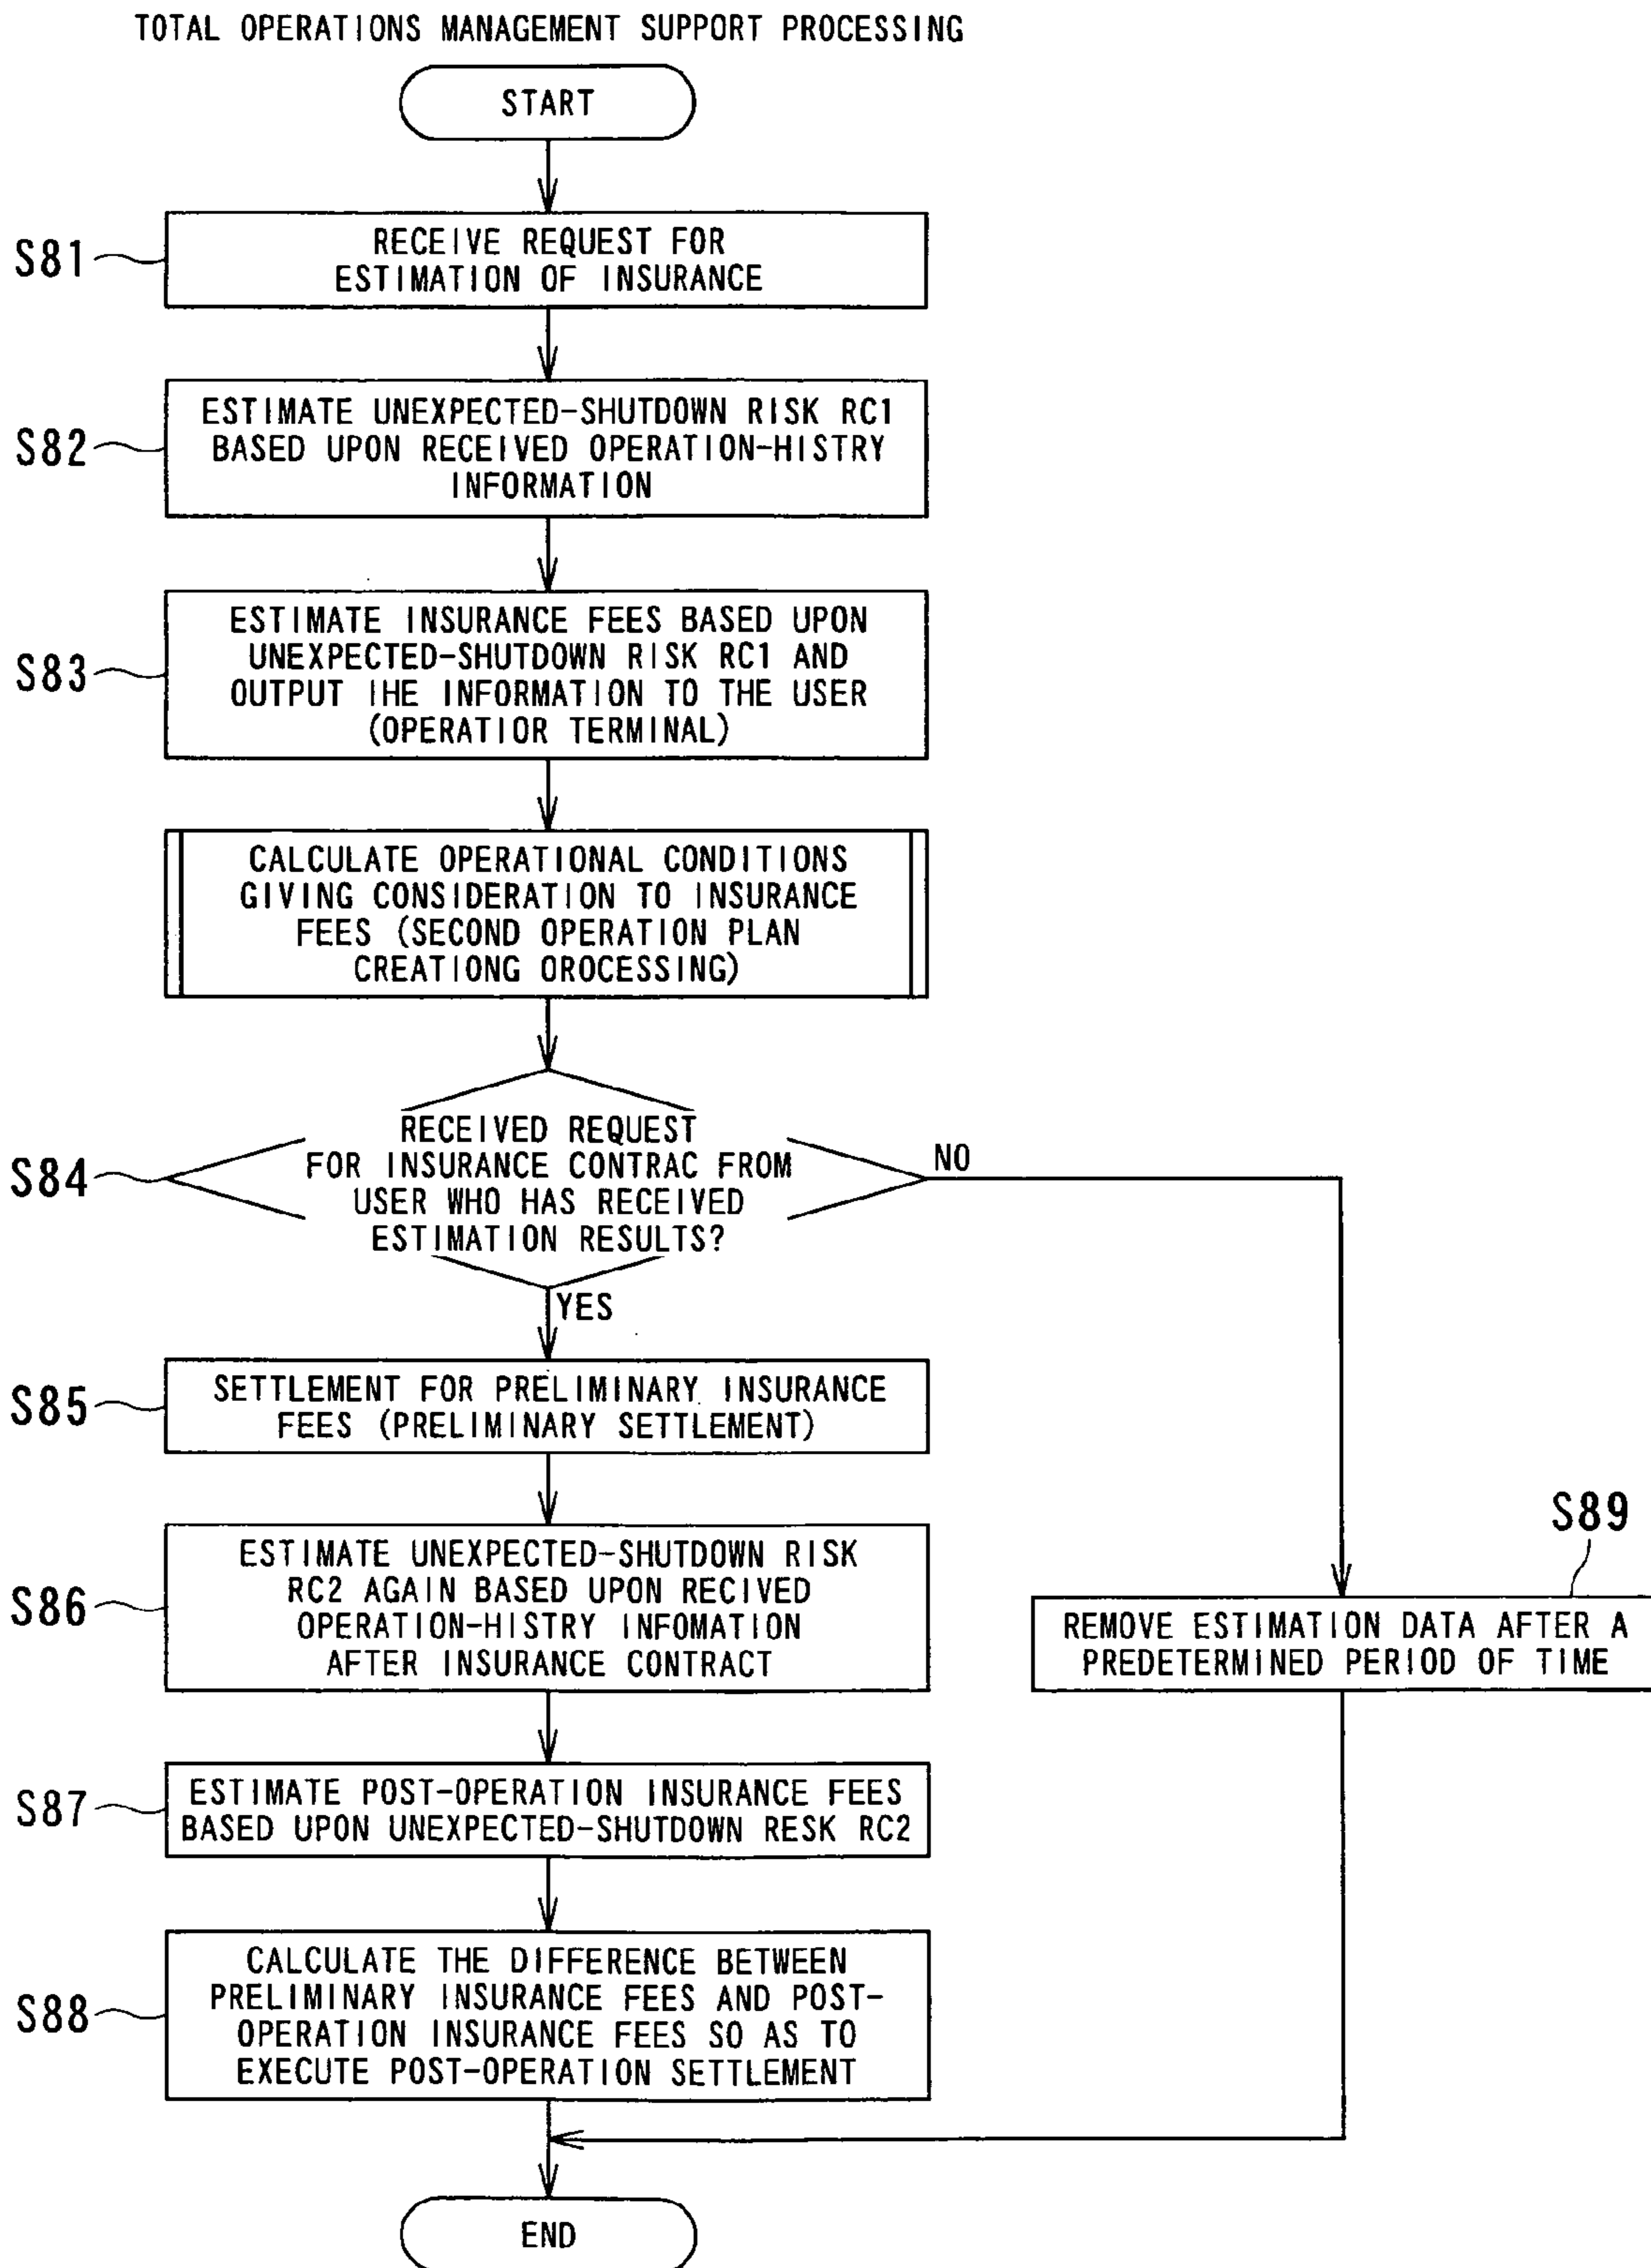 TOTAL OPERATIONS MANAGEMENT SUPPORT PROCESSING
START
S81
RECEIVE REQUEST FOR
ESTIMATION OF INSURANCE
S82
ESTIMATE UNEXPECTED-SHUTDOWN RISK RC1
BASED UPON RECEIVED OPERATION-HISTRY
INFORMATION
S83
ESTIMATE INSURANCE FEES BASED UPON
UNEXPECTED-SHUTDOWN RISK RC1 AND
OUTPUT IHE INFORMATION TO THE USER
(OPERATIOR TERMINAL)
CALCULATE OPERATIONAL CONDITIONS
GIVING CONSIDERATION TO INSURANCE
FEES (SECOND OPERATION PLAN
CREATIONG OROCESSING)
S84
RECEIVED REQUEST
FOR INSURANCE CONTRAC FROM
USER WHO HAS RECEIVED
ESTIMATION RESULTS?
NO
YES
S85
SETTLEMENT FOR PRELIMINARY INSURANCE
FEES (PRELIMINARY SETTLEMENT)
S86
ESTIMATE UNEXPECTED-SHUTDOWN RISK
RC2 AGAIN BASED UPON RECIVED
OPERATION-HISTRY INFOMATION
AFTER INSURANCE CONTRACT
S89
REMOVE ESTIMATION DATA AFTER A
PREDETERMINED PERIOD OF TIME
S87
ESTIMATE POST-OPERATION INSURANCE FEES
BASED UPON UNEXPECTED-SHUTDOWN RESK RC2
S88
CALCULATE THE DIFFERENCE BETWEEN
PRELIMINARY INSURANCE FEES AND POST-
OPERATION INSURANCE FEES SO AS TO
EXECUTE POST-OPERATION SETTLEMENT
END